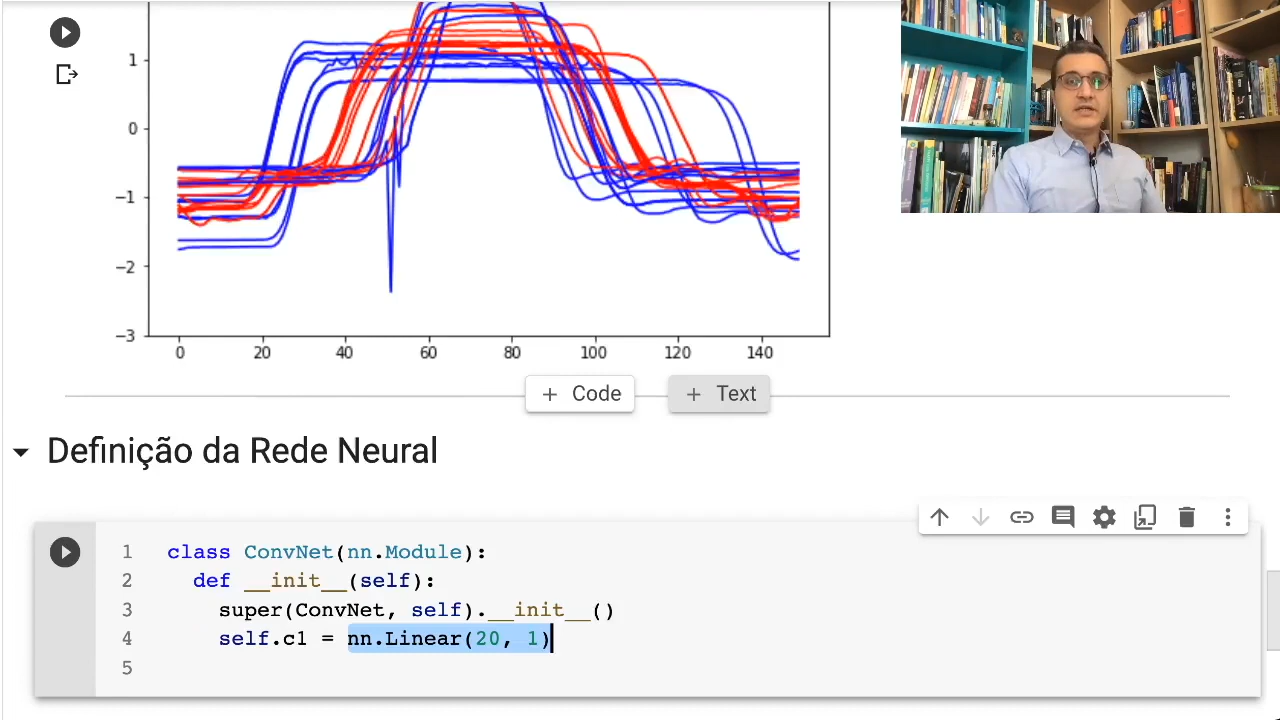 1
0
−1
−2
−3
0 20 40 60 80 100 120 140
+ Code + Text
Definição da Rede Neural
1 class ConvNet(nn.Module):
2 def __init__(self):
3 super(ConvNet, self).__init__()
4 self.c1 = nn.Linear(20, 1)
5